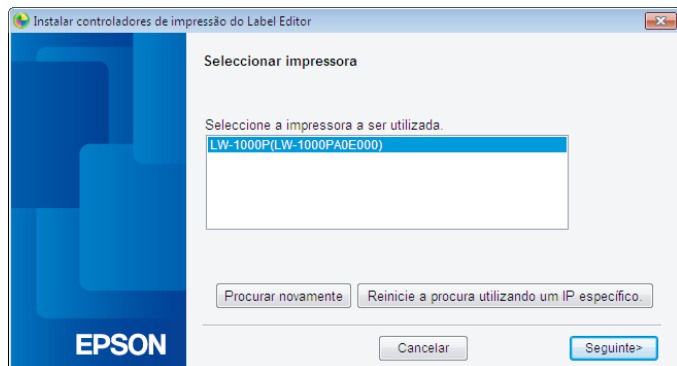 Instalar controladores de impressão do Label Editor
Seleccionar impressora
Seleccione a impressora a ser utilizada.
LW-1000P(LW-1000PA0E000)
Procurar novamente
Reinicie a procura utilizando um IP específico.
EPSON
Cancelar
Seguinte>